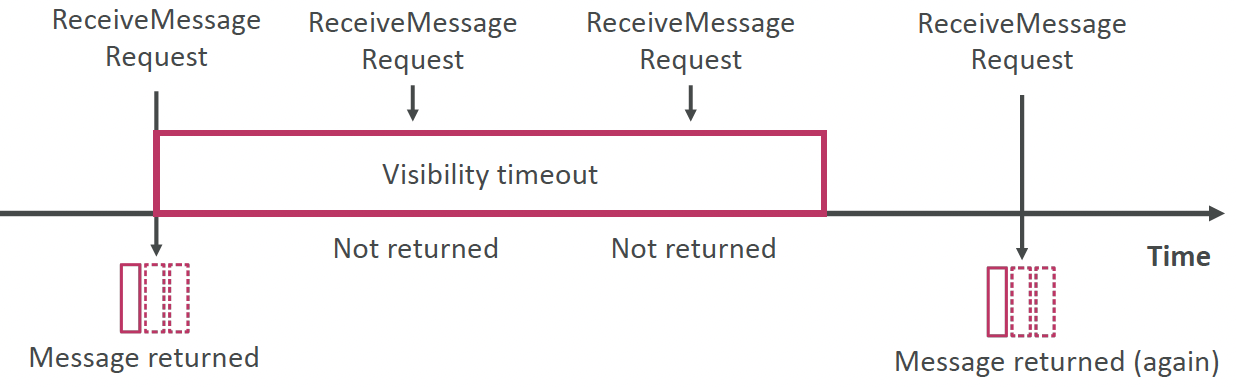 ReceiveMessage
Request
ReceiveMessage
Request
ReceiveMessage
Request
ReceiveMessage
Request
Visibility timeout
Not returned
Not returned
Time
Message returned
Message returned (again)